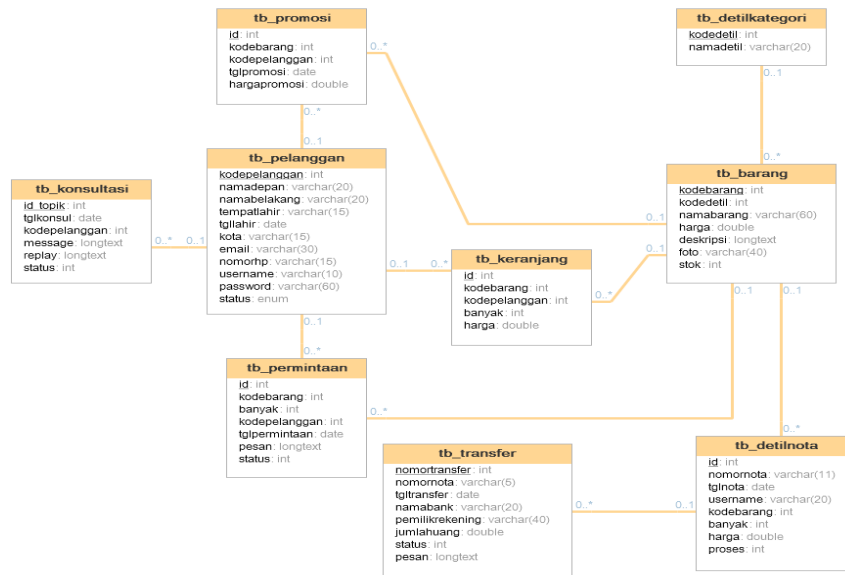 tb_promosi
id: int
kodebarang: int
kodepelanggan: int
tglpromosi: date
hargapromosi: double
0..*
0..*
0..1
tb_detilkategori
kodedetil: int
namadetil: varchar(20)
0..1
0..*
tb_pelanggan
kodepelanggan: int
namadepan: varchar(20)
namabelakang: varchar(20)
tempatlahir: varchar(15)
tgllahir: date
kota: varchar(15)
email: varchar(30)
nomorhp: varchar(15)
username: varchar(10)
password: varchar(60)
status: enum
tb_konsultasi
id_topik: int
tglkonsul: date
kodepelanggan: int
message: longtext
replay: longtext
status: int
0..*
0..1
tb_barang
kodebarang: int
kodedetil: int
namabarang: varchar(60)
harga: double
deskripsi: longtext
foto: varchar(40)
stok: int
0..1
0..1
0..1
0..*
0..*
tb_keranjang
id: int
kodebarang: int
kodepelanggan: int
banyak: int
harga: double
0..1
0..1
0..1
0..*
tb_permintaan
id: int
kodebarang: int
banyak: int
kodepelanggan: int
tglpermintaan: date
pesan: longtext
status: int
0..*
0..*
tb_transfer
nomortransfer: int
nomornota: varchar(5)
tgltransfer: date
namabank: varchar(20)
pemilikrekening: varchar(40)
jumlahuang: double
status: int
pesan: longtext
0..*
0..1
tb_detilnota
id: int
nomornota: varchar(11)
tglnota: date
username: varchar(20)
kodebarang: int
banyak: int
harga: double
proses: int